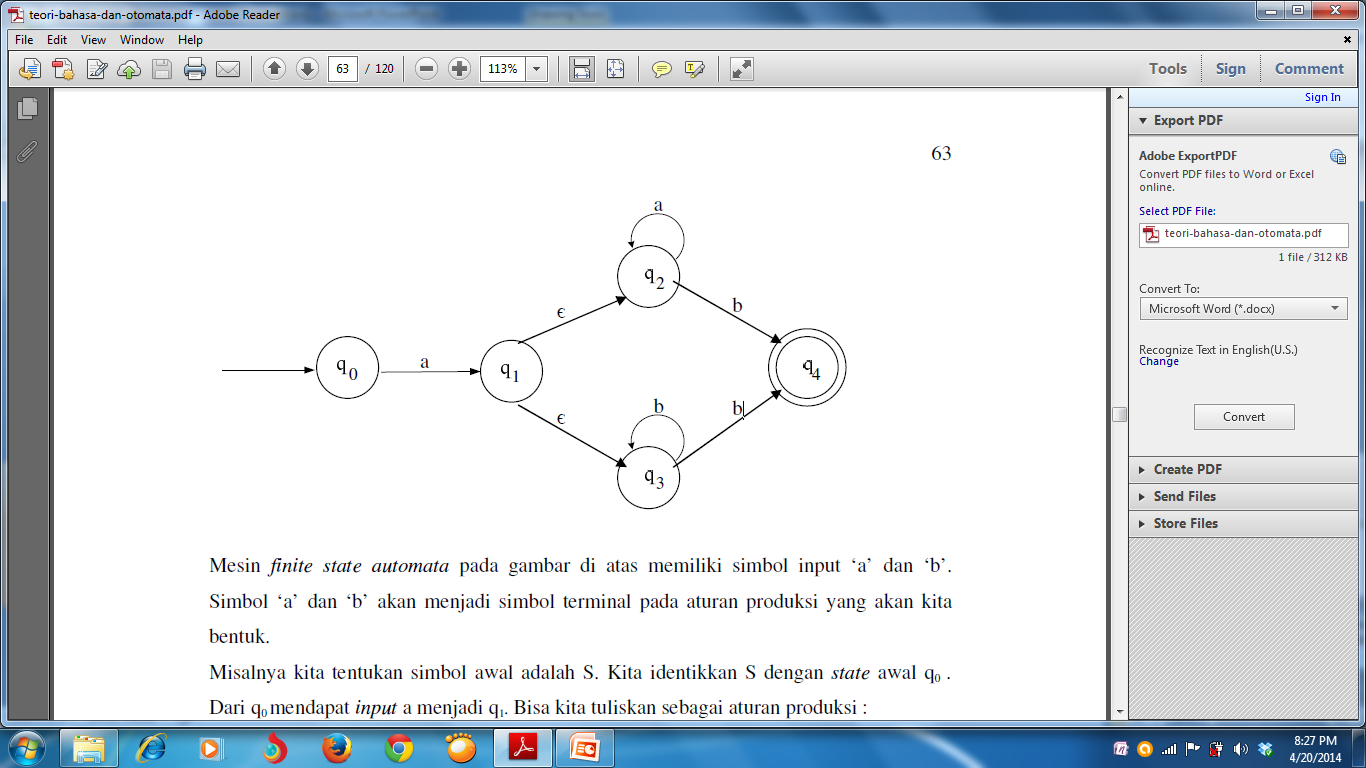 teori-bahasa-dan-otomata.pdf - Adobe Reader
File Edit View Window Help
63 / 120 113% Tools Sign Comment
Sign In
Export PDF
Adobe ExportPDF
Convert PDF files to Word or Excel
online.
Select PDF File:
teori-bahasa-dan-otomata.pdf
1 file / 312 KB
Convert To:
Microsoft Word (*.docx)
Recognize Text in English(U.S.)
Change
Convert
Create PDF
Send Files
Store Files
63
a
q2
ϵ b
q0 a q1 q4
ϵ b b
q3
Mesin finite state automata pada gambar di atas memiliki simbol input ‘a’ dan ‘b’.
Simbol ‘a’ dan ‘b’ akan menjadi simbol terminal pada aturan produksi yang akan kita
bentuk.
Misalnya kita tentukan simbol awal adalah S. Kita identikkan S dengan state awal q0 .
Dari q0 mendapat input a menjadi q1. Bisa kita tuliskan sebagai aturan produksi :
8:27 PM
4/20/2014